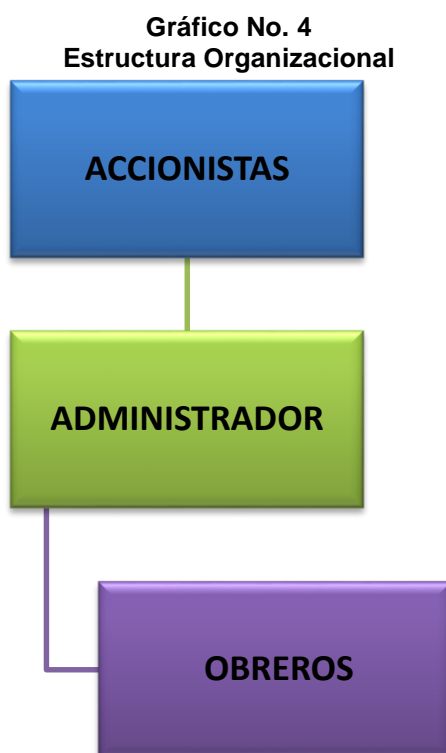 Gráfico No. 4
Estructura Organizacional
ACCIONISTAS
ADMINISTRADOR
OBREROS